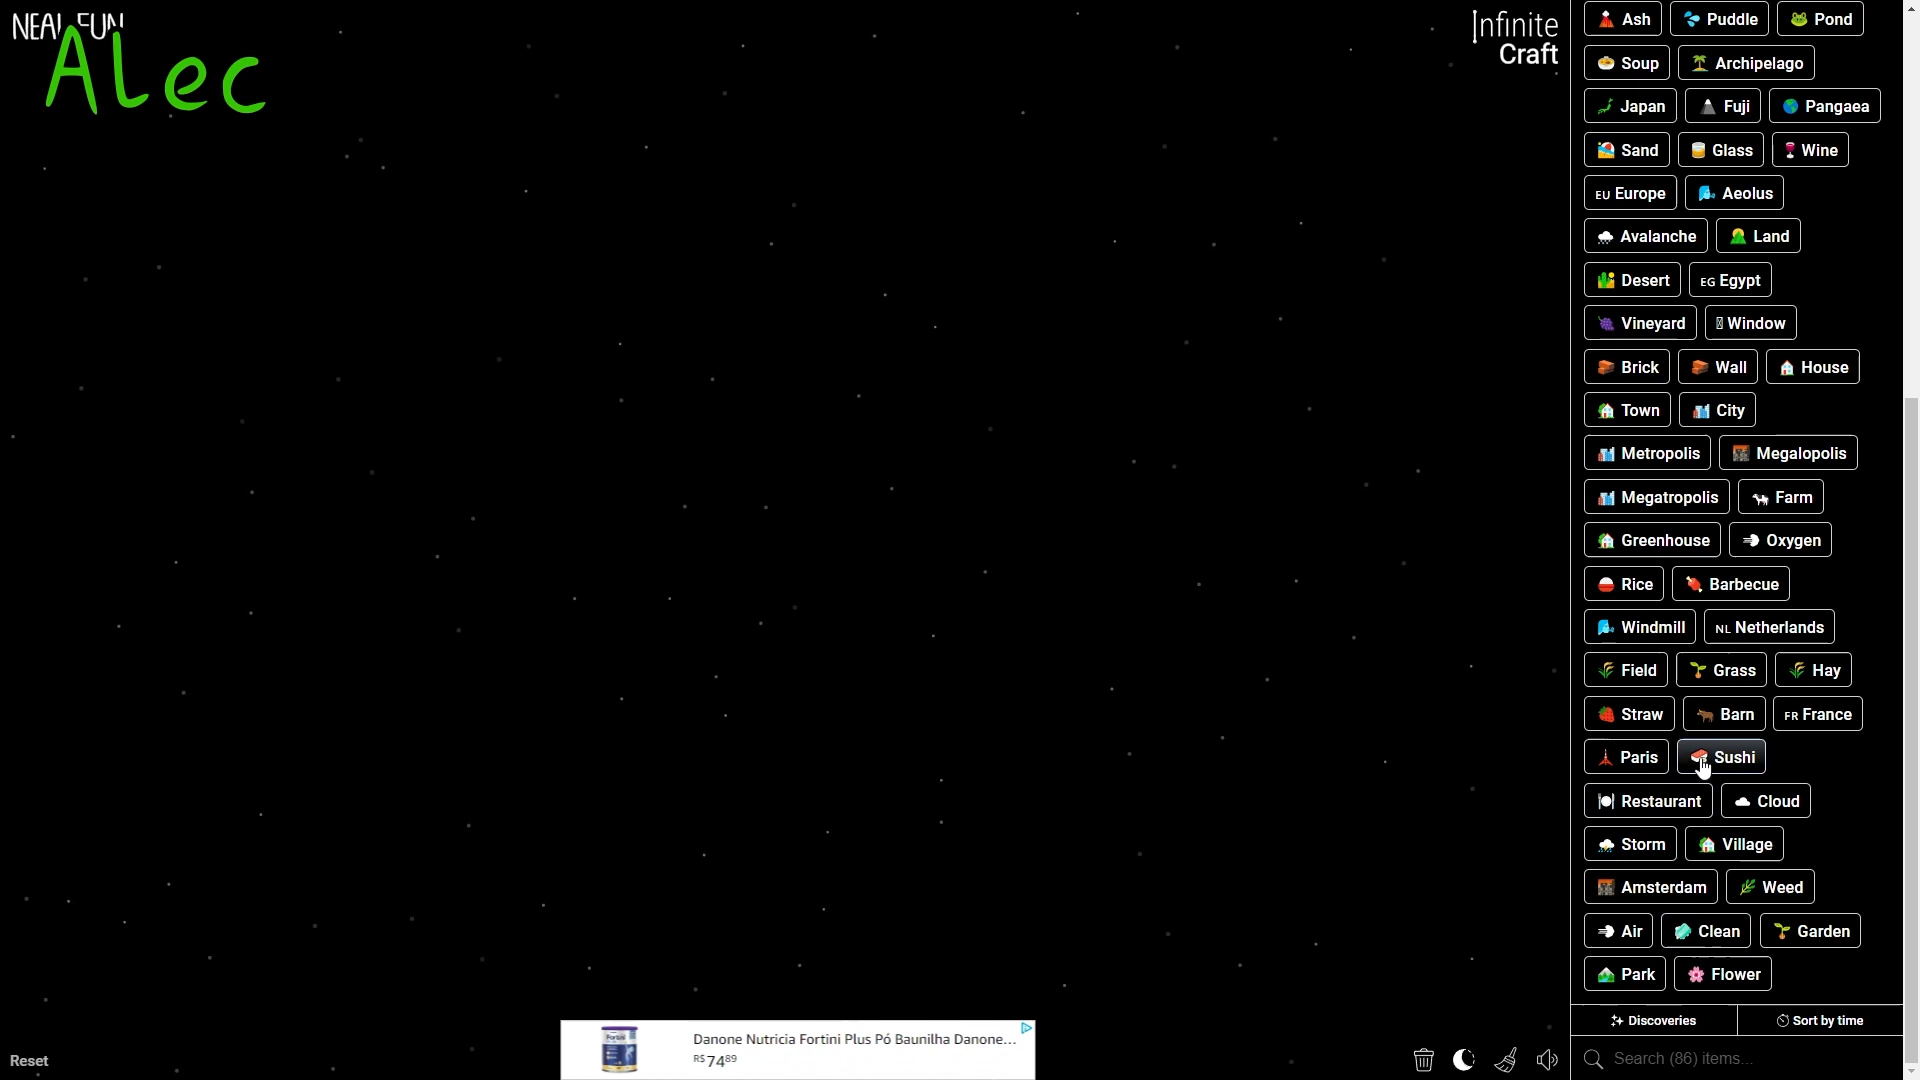 NEAL.FUN
Alec
Infinite
Craft
Ash Puddle Pond
Soup Archipelago
Japan Fuji Pangaea
Sand Glass Wine
EU Europe Aeolus
Avalanche Land
Desert EG Egypt
Vineyard Window
Brick Wall House
Town City
Metropolis Megalopolis
Megatropolis Farm
Greenhouse Oxygen
Rice Barbecue
Windmill NL Netherlands
Field Grass Hay
Straw Barn FR France
Paris Sushi
Restaurant Cloud
Storm Village
Amsterdam Weed
Air Clean Garden
Park Flower
Discoveries Sort by time
Search (86) items...
Danone Nutricia Fortini Plus Pó Baunilha Danone...
R$ 74 89
Reset